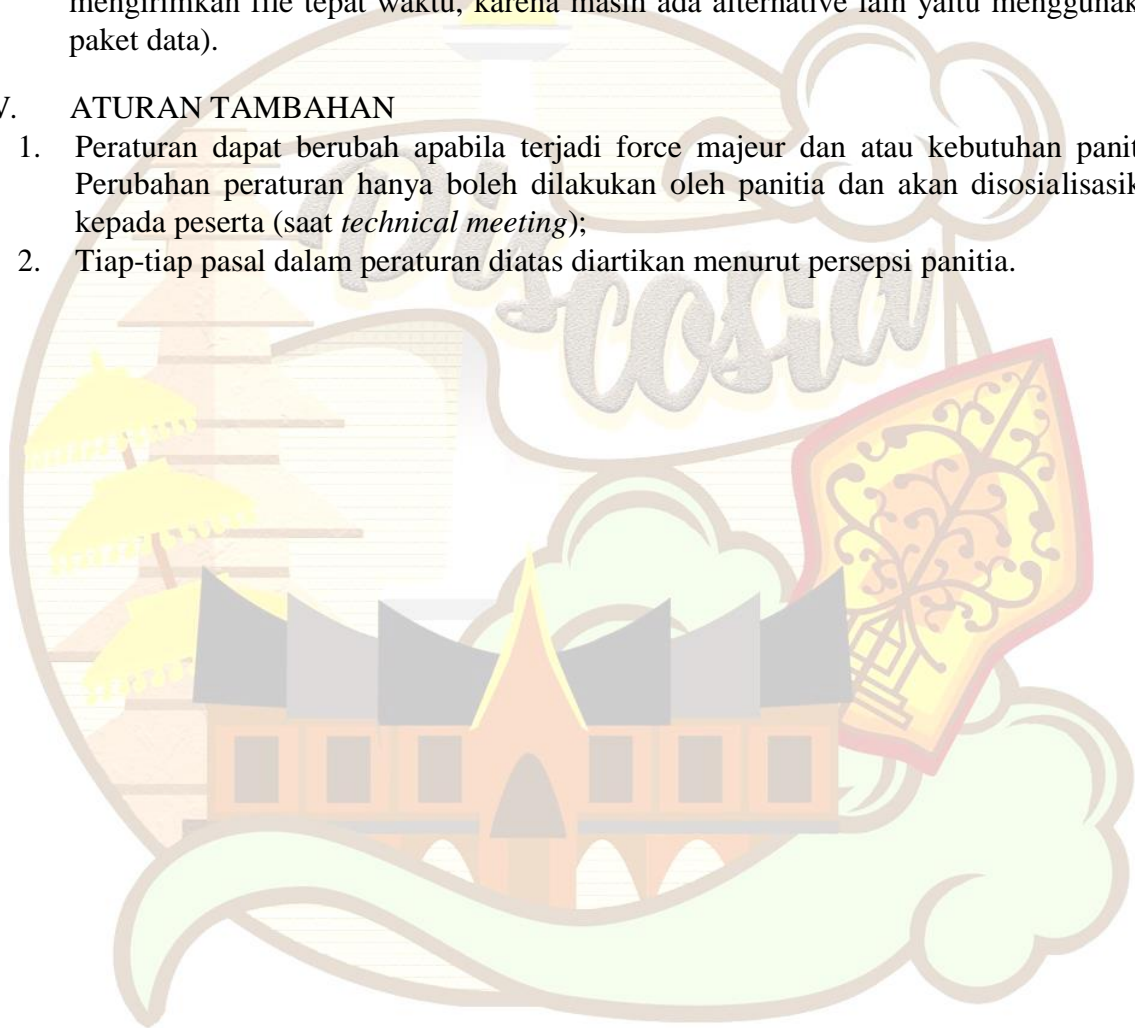 mengirimkan file tepat waktu, karena masih ada alternative lain yaitu menggunak
paket data).
V. ATURAN TAMBAHAN
1. Peraturan dapat berubah apabila terjadi force majeur dan atau kebutuhan panit
Perubahan peraturan hanya boleh dilakukan oleh panitia dan akan disosialisasik
kepada peserta (saat technical meeting);
2. Tiap-tiap pasal dalam peraturan diatas diartikan menurut persepsi panitia.
Dis
cosia